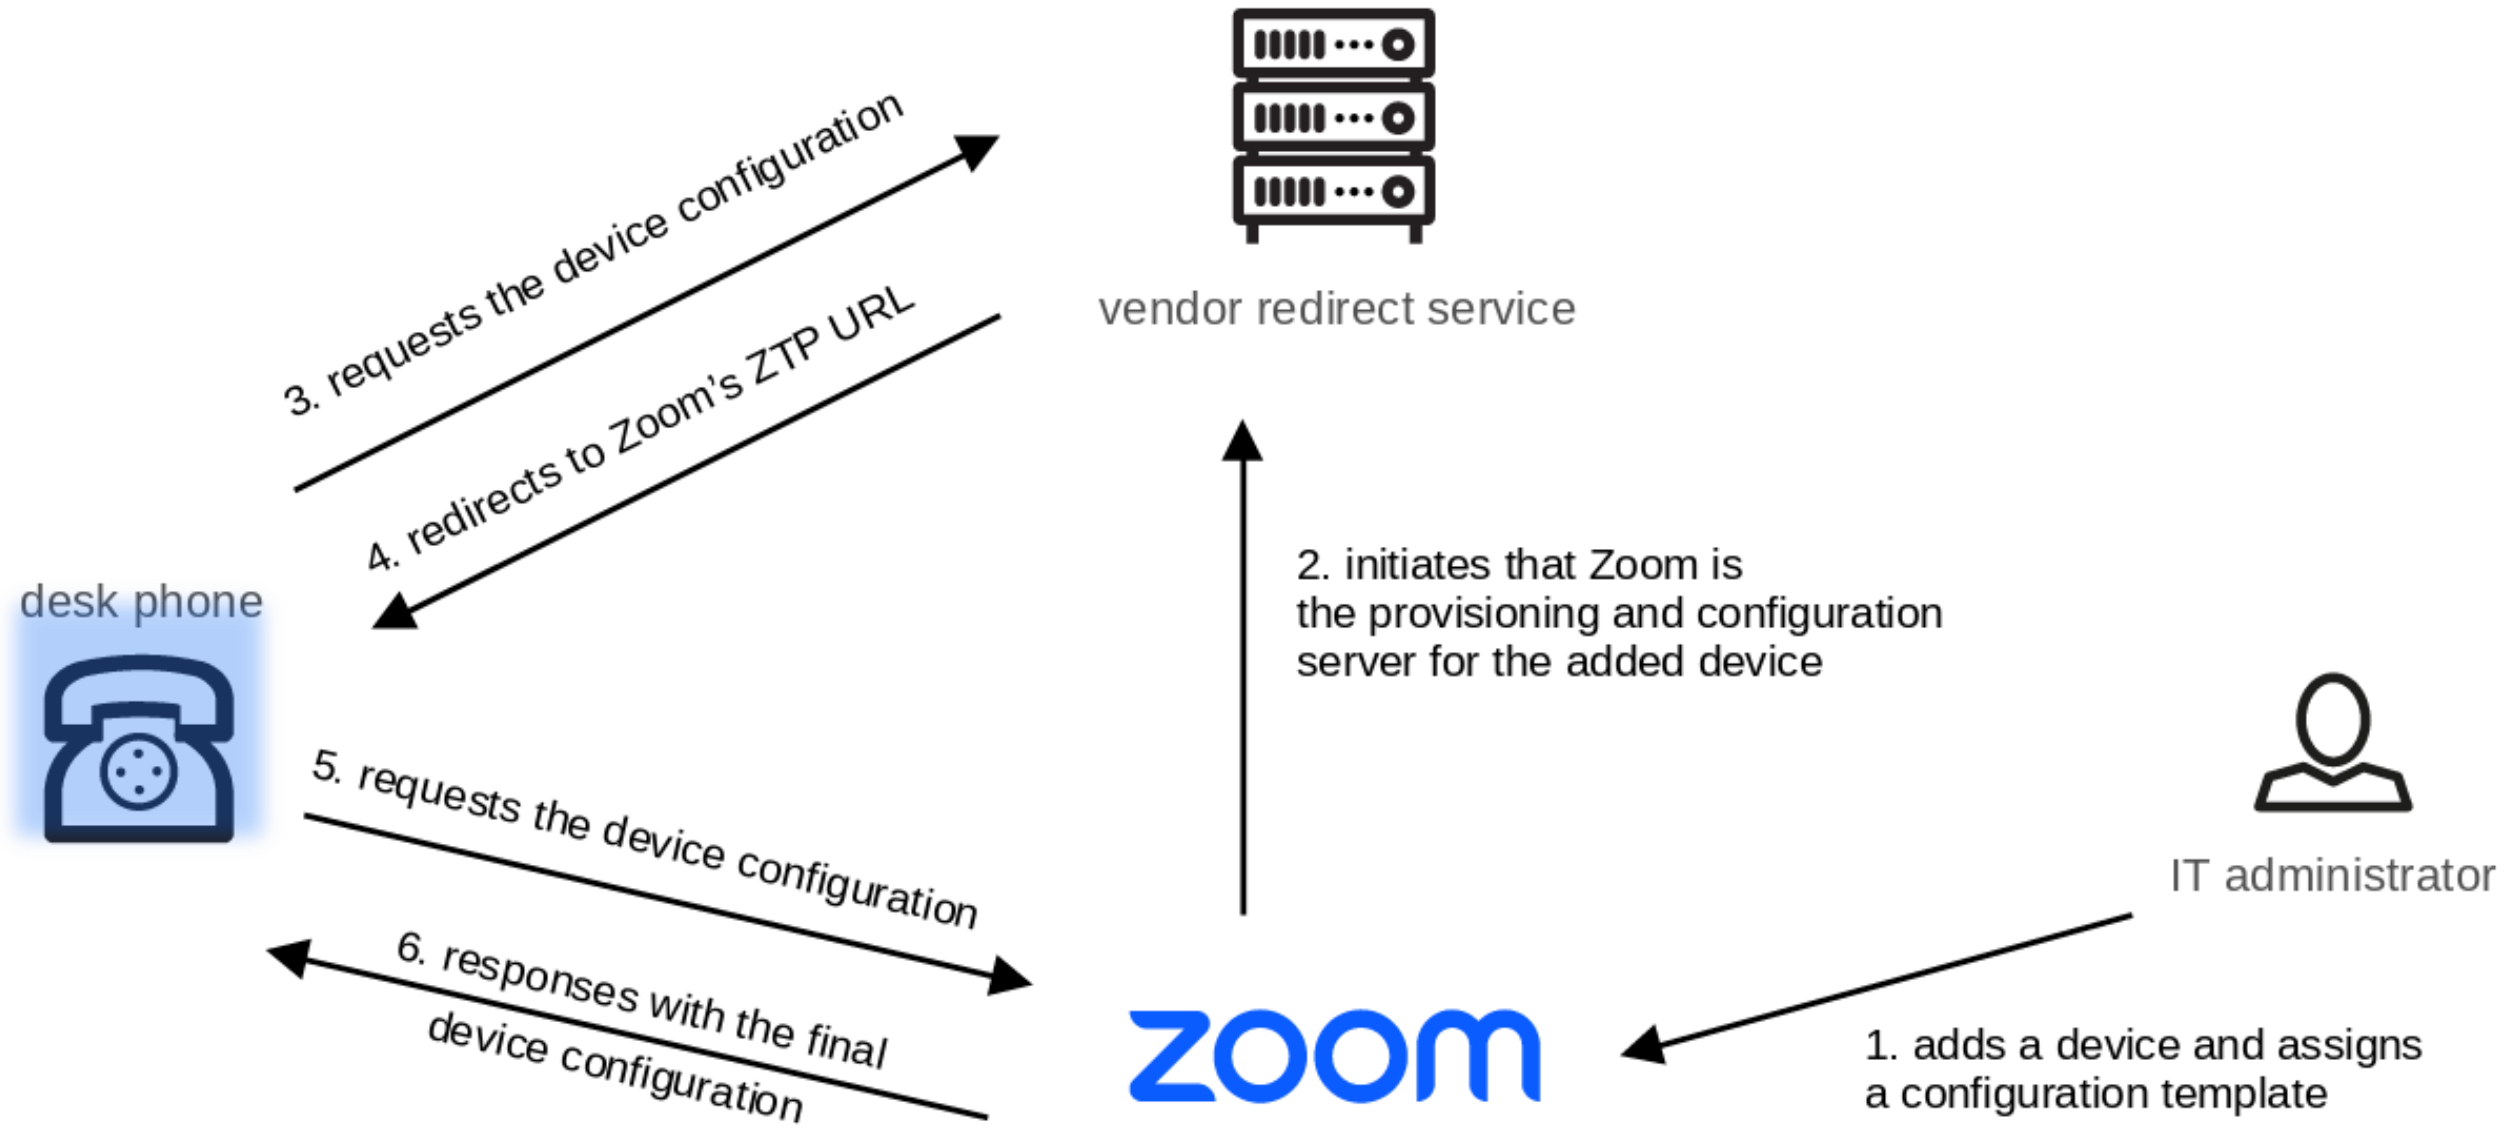 3. requests the device configuration
vendor redirect service
4. redirects to Zoom’s ZTP URL
2. initiates that Zoom is
the provisioning and configuration
server for the added device
desk phone
5. requests the device configuration
IT administrator
6. responses with the final
device configuration
zoom
1. adds a device and assigns
a configuration template